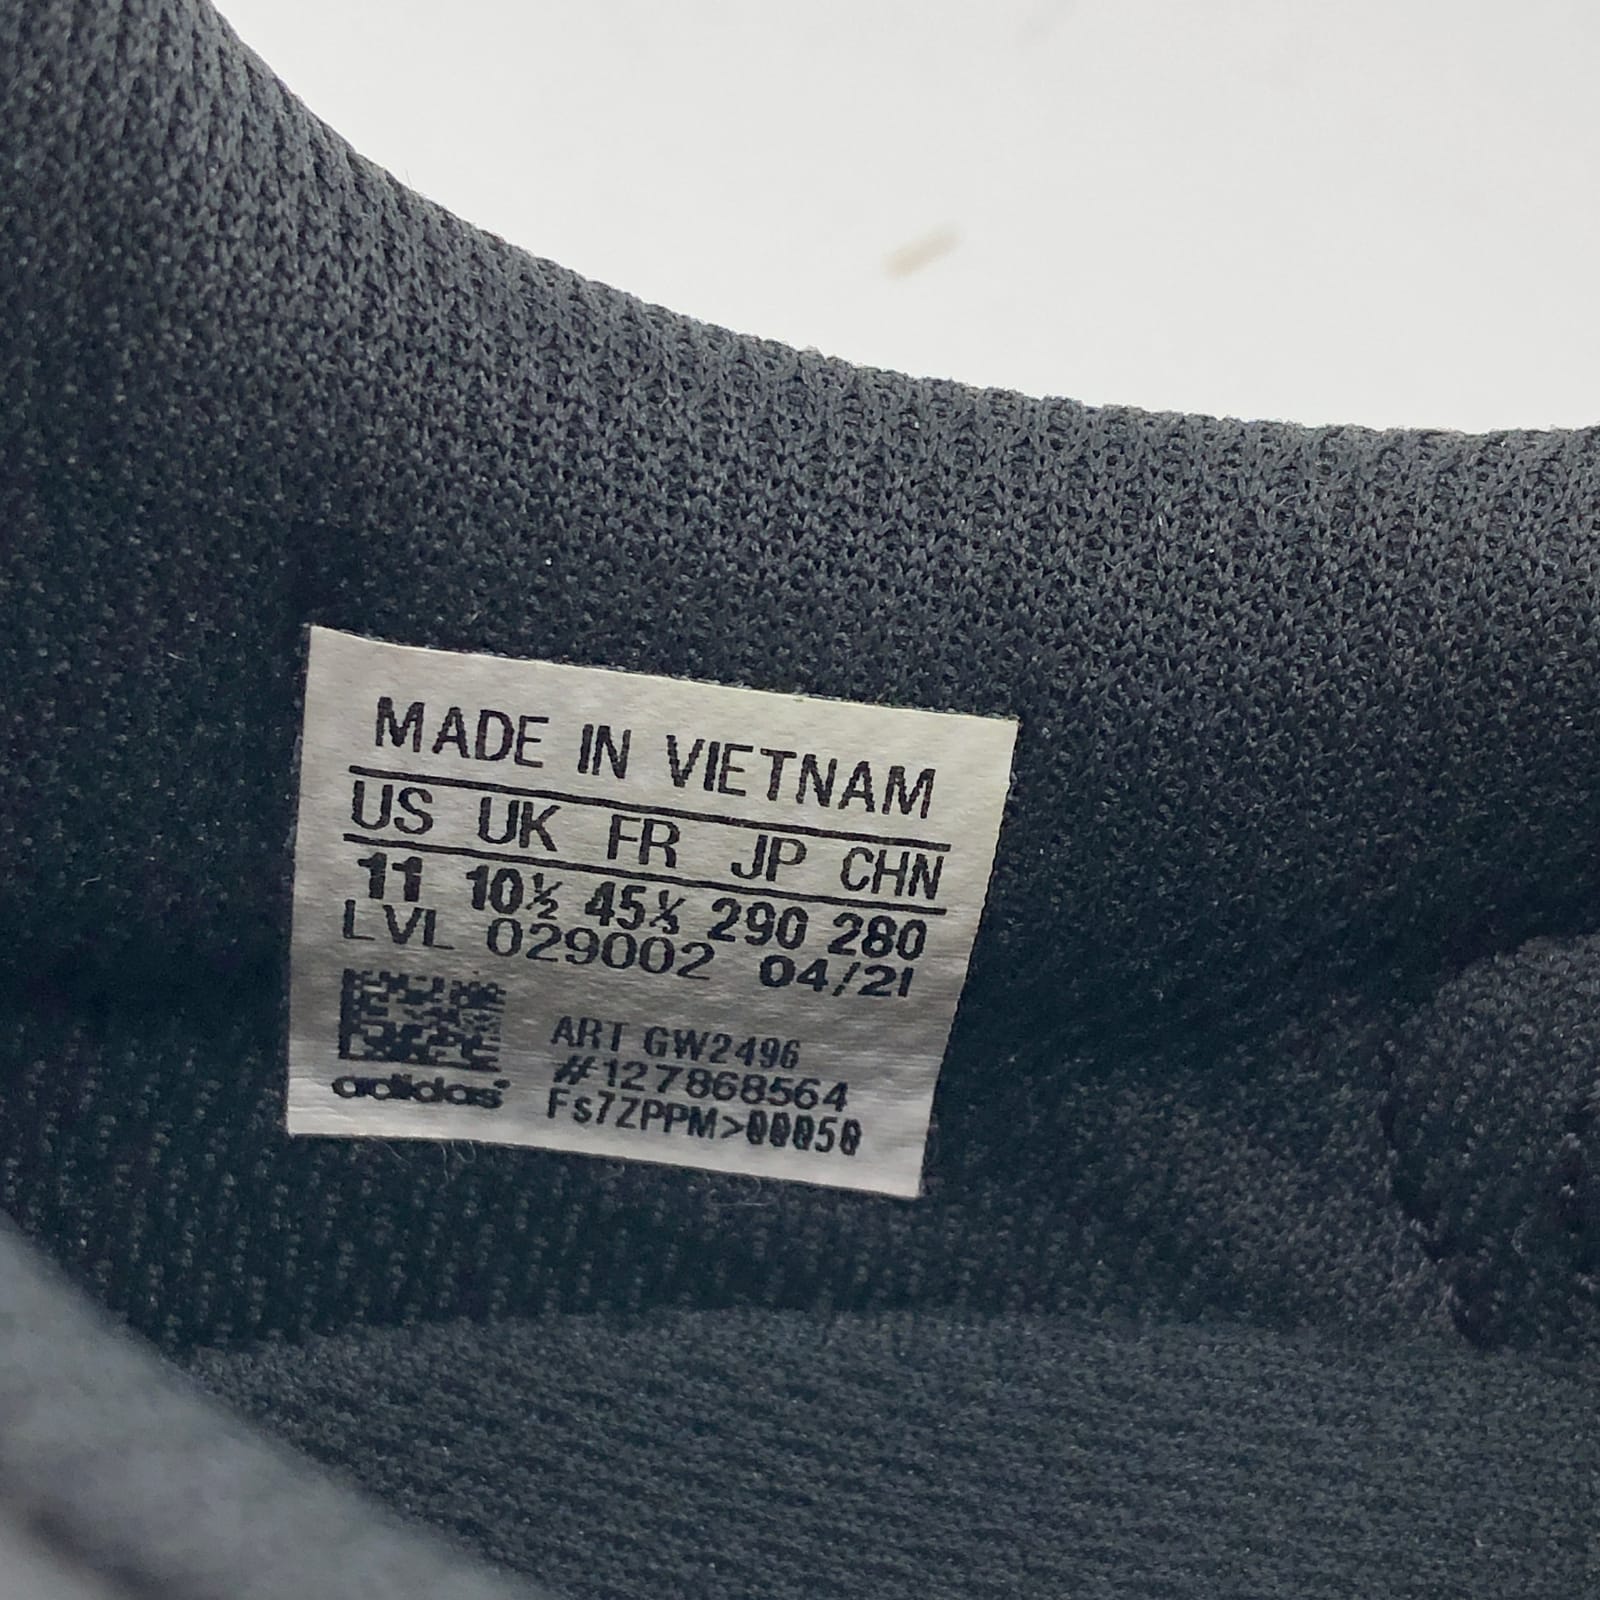 MADE IN VIETNAM
US UK FR JP CHN
11 10½ 45⅓ 290 280
LVL 029002 04/21
ART GW2496
#127868564
adidas Fs7ZPPM>00050